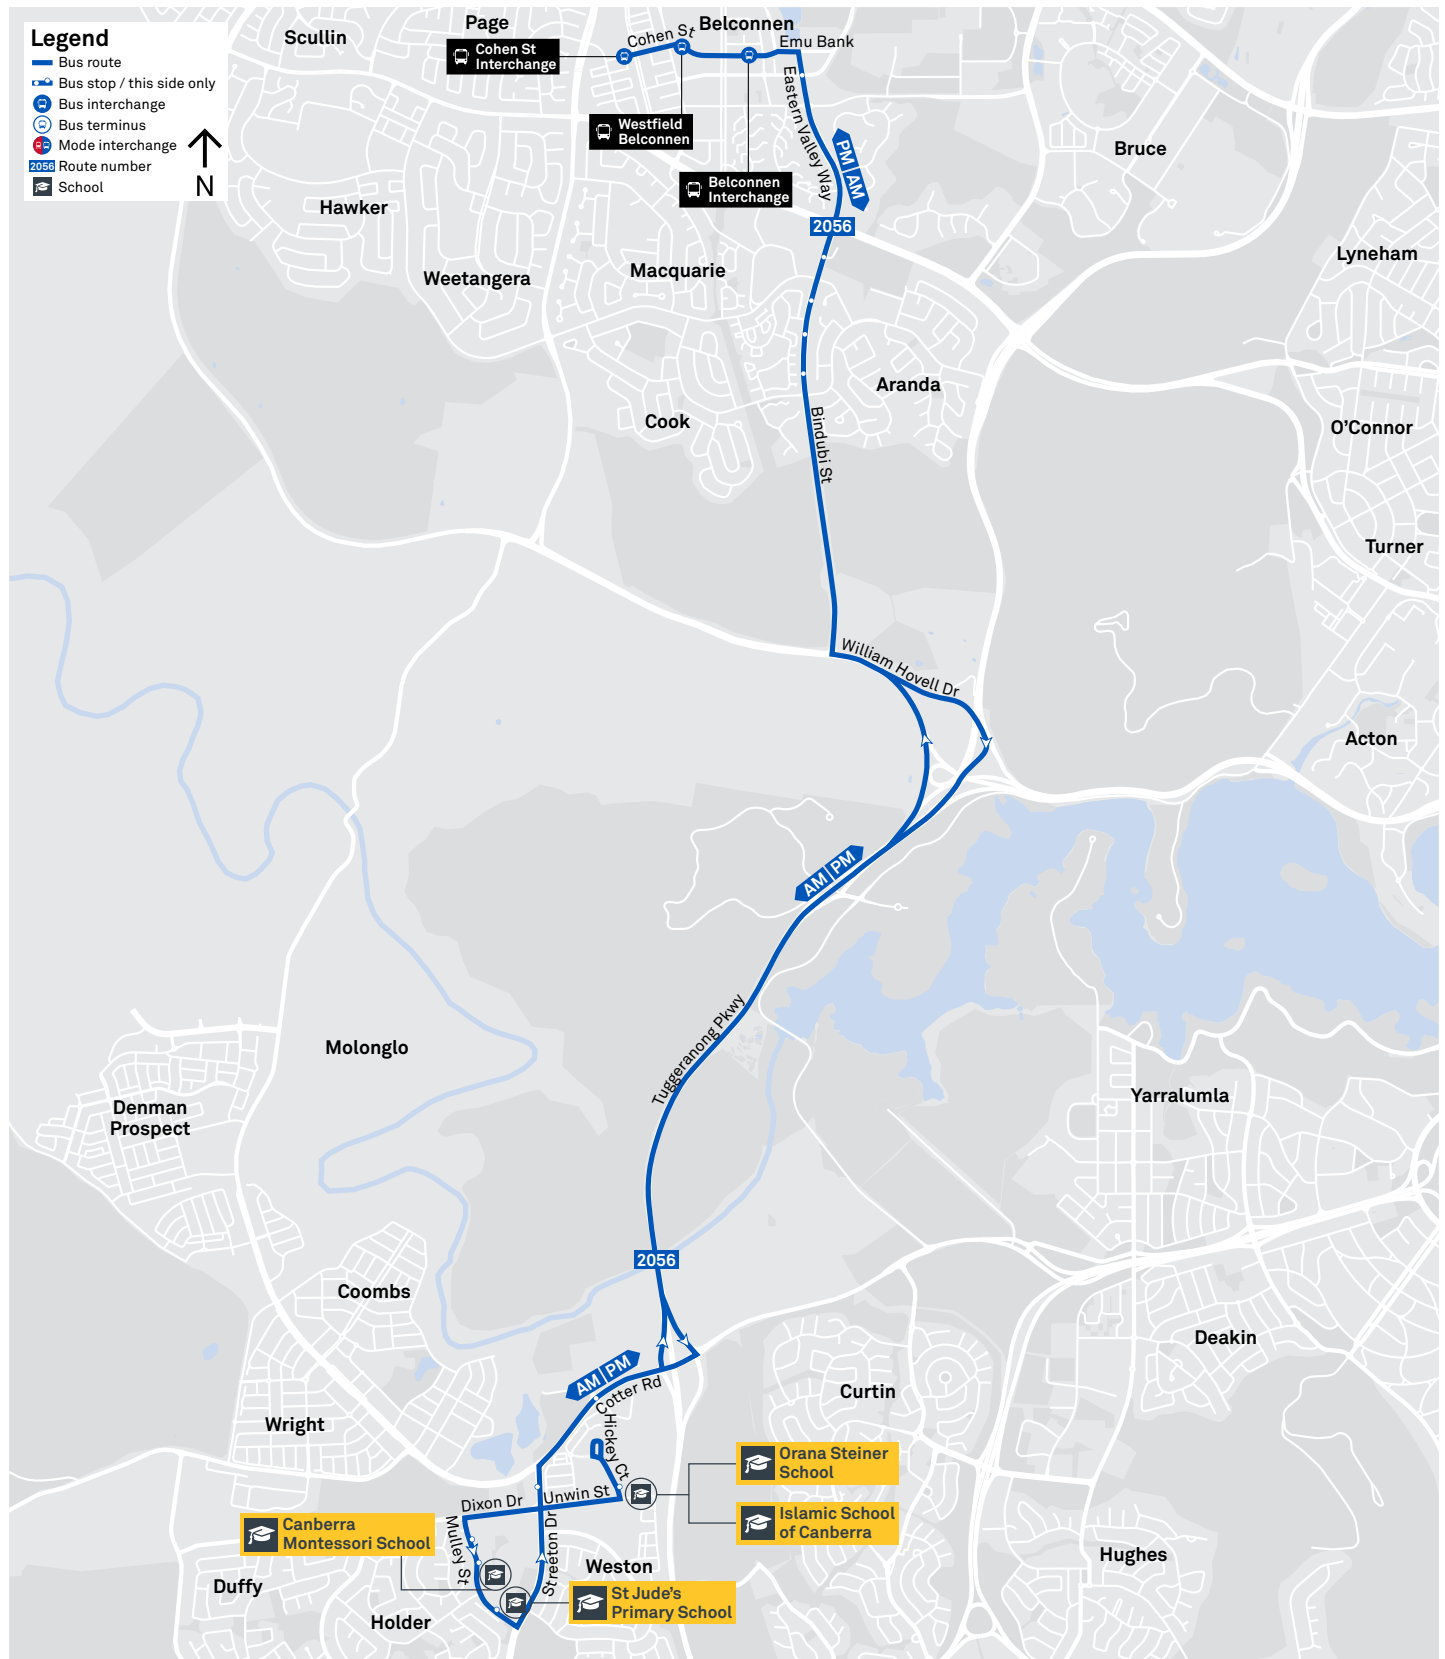 Legend
Bus route
Bus stop / this side only
Bus interchange
Bus terminus
Mode interchange
2056 Route number
School
N
Scullin
Page
Belconnen
Cohen St
Interchange
Cohen St
Emu Bank
Westfield
Belconnen
Belconnen
Interchange
Eastern Valley Way
PM | AM
2056
Bruce
Hawker
Weetangera
Macquarie
Lyneham
Aranda
Cook
Bindubi St
O'Connor
Turner
William Hovell Dr
Acton
AM | PM
Tuggeranong Pkwy
Molonglo
Denman
Prospect
Yarralumla
2056
Coombs
Deakin
AM | PM
Cotter Rd
Curtin
Wright
Hickey Ct
Orana Steiner
School
Dixon Dr
Unwin St
Islamic School
of Canberra
Canberra
Montessori School
Mulley St
Streeton Dr
Weston
Hughes
Duffy
St Jude's
Primary School
Holder